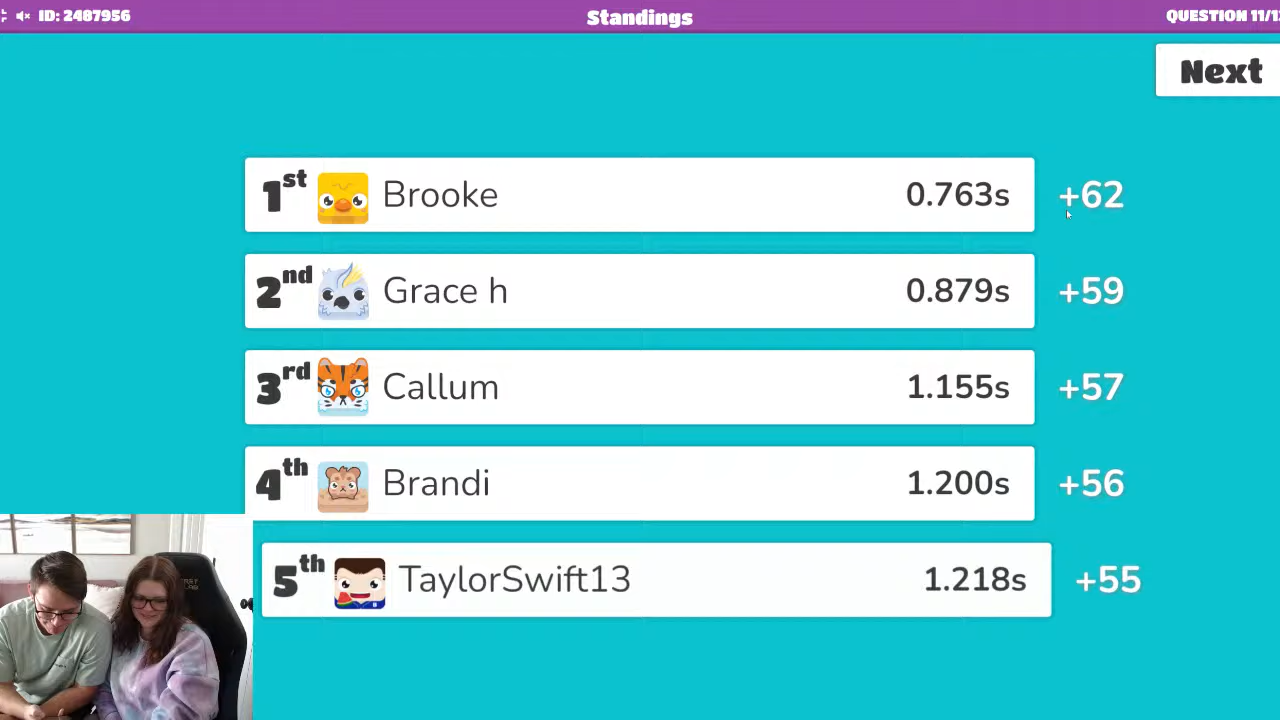 ID: 2487956
Standings
QUESTION 11/1
Next
1st Brooke 0.763s +62
2nd Grace h 0.879s +59
3rd Callum 1.155s +57
4th Brandi 1.200s +56
5th TaylorSwift13 1.218s +55